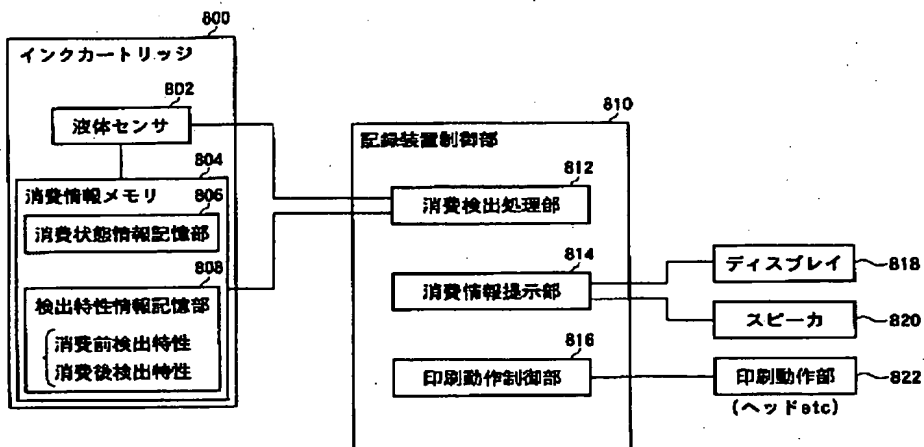 800
インクカートリッジ
802
液体センサ
804
消費情報メモリ
806
消費状態情報記憶部
808
検出特性情報記憶部
消費前検出特性
消費後検出特性
810
記録装置制御部
812
消費検出処理部
814
消費情報提示部
816
印刷動作制御部
ディスプレイ
818
スピーカ
820
印刷動作部
822
(ヘッドetc)